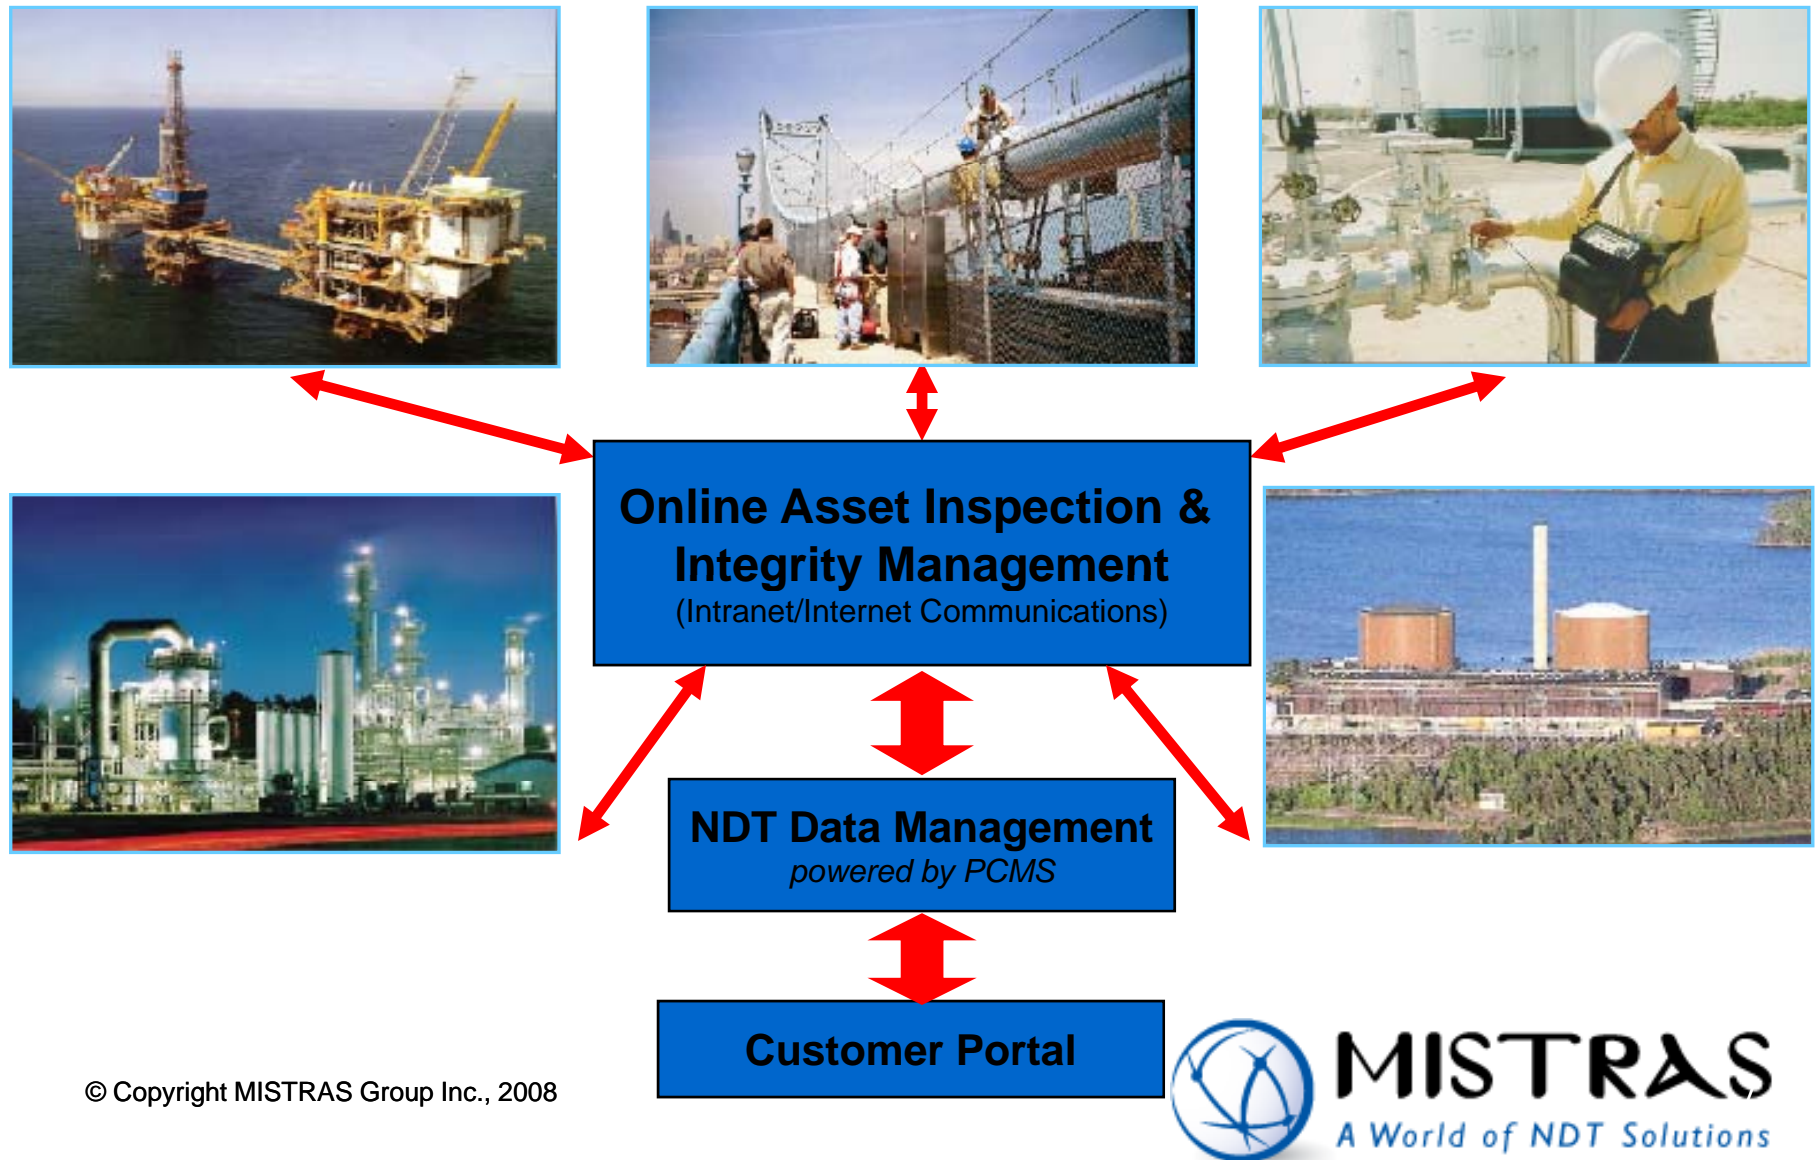 Online Asset Inspection &
Integrity Management
(Intranet/Internet Communications)
NDT Data Management
powered by PCMS
Customer Portal
© Copyright MISTRAS Group Inc., 2008
MISTRAS
A World of NDT Solutions